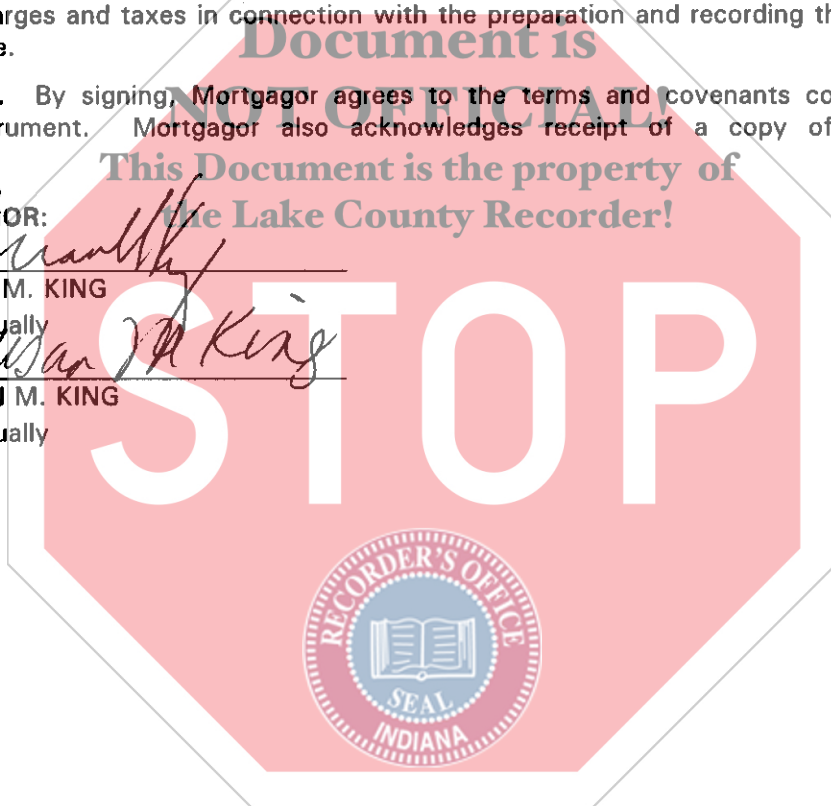 arges and taxes in connection with the preparation and recording th
e.
Document is
. By signing, Mortgagor agrees to the terms and covenants co
NOT OFFICIAL!
rument. Mortgagor also acknowledges receipt of a copy of
This Document is the property of
.
OR:
the Lake County Recorder!
M. KING
ually
usan M King
M. KING
ually
STOP
RECORDER'S OFFICE
SEAL
INDIANA